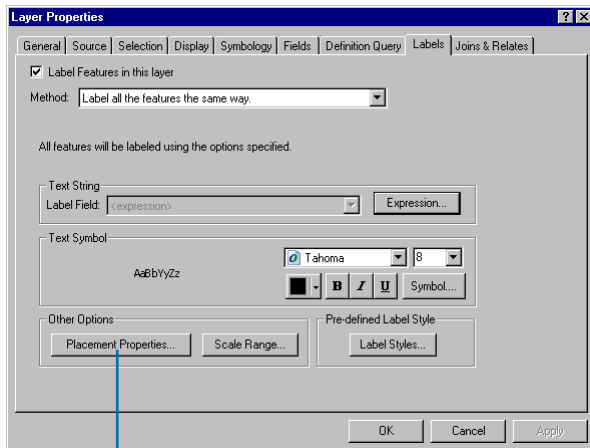 Layer Properties
? ×
General Source Selection Display Symbology Fields Definition Query Labels Joins & Relates
Label Features in this layer
Method: Label all the features the same way.
All features will be labeled using the options specified.
Text String
Label Field: <expression> Expression...
Text Symbol
AaBbYyZz
Tahoma 8
B I U Symbol....
Other Options Pre-defined Label Style
Placement Properties... Scale Range... Label Styles...
OK Cancel Apply